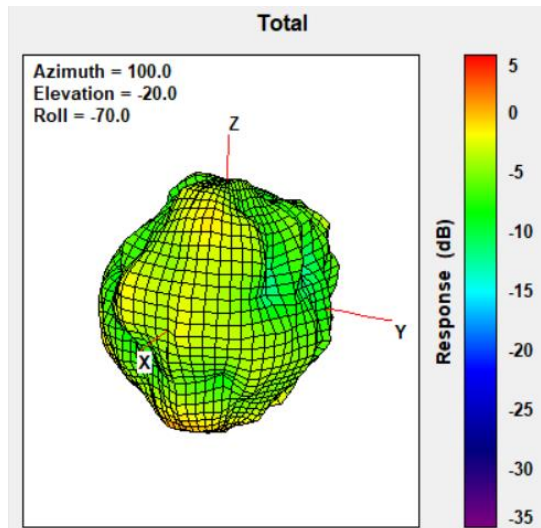 Total
Azimuth = 100.0
Elevation = -20.0
Roll = -70.0
Z
Y
X
Response (dB)
5
0
-5
-10
-15
-20
-25
-30
-35